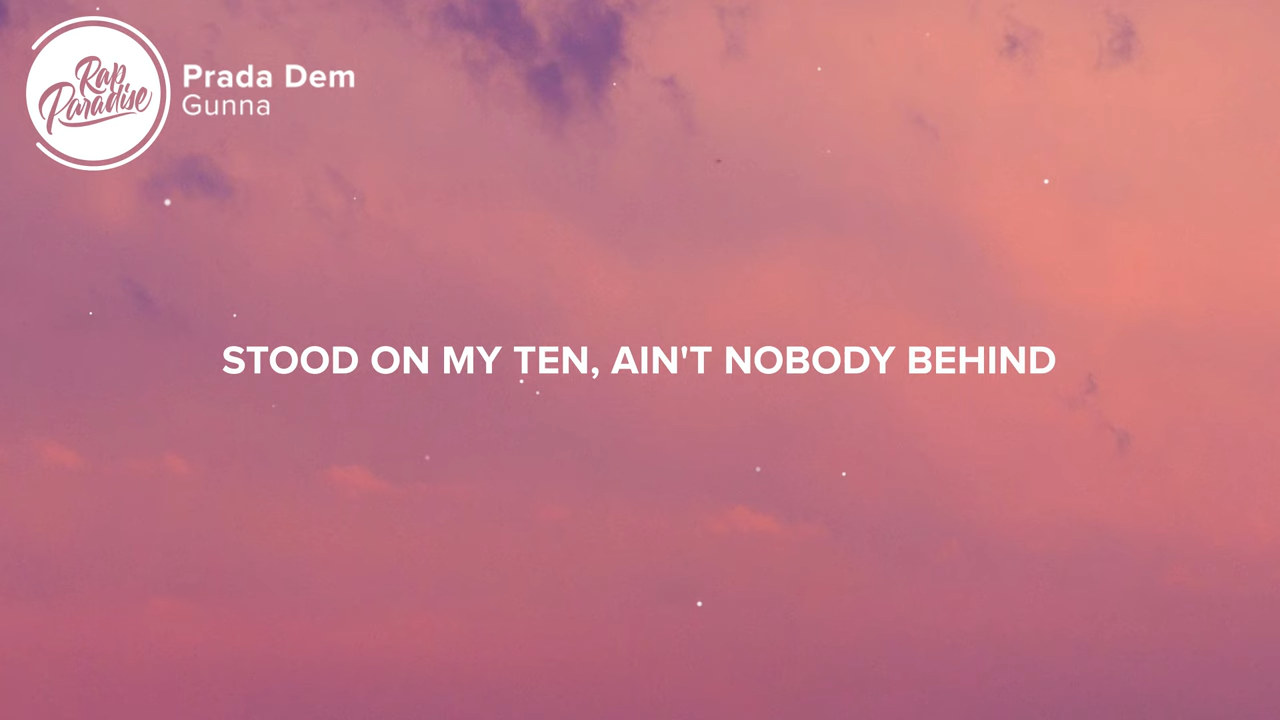 Rap
Paradise
Prada Dem
Gunna
STOOD ON MY TEN, AIN'T NOBODY BEHIND